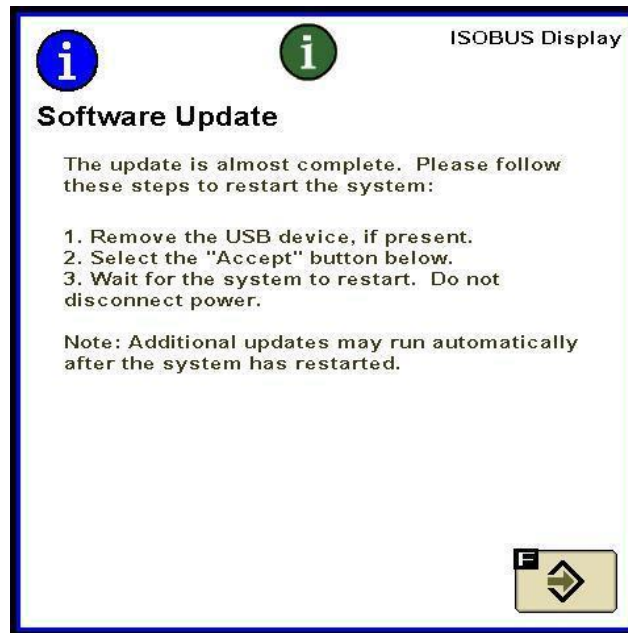 i
i
ISOBUS Display
Software Update
The update is almost complete. Please follow
these steps to restart the system:
1. Remove the USB device, if present.
2. Select the "Accept" button below.
3. Wait for the system to restart. Do not
disconnect power.
Note: Additional updates may run automatically
after the system has restarted.
F